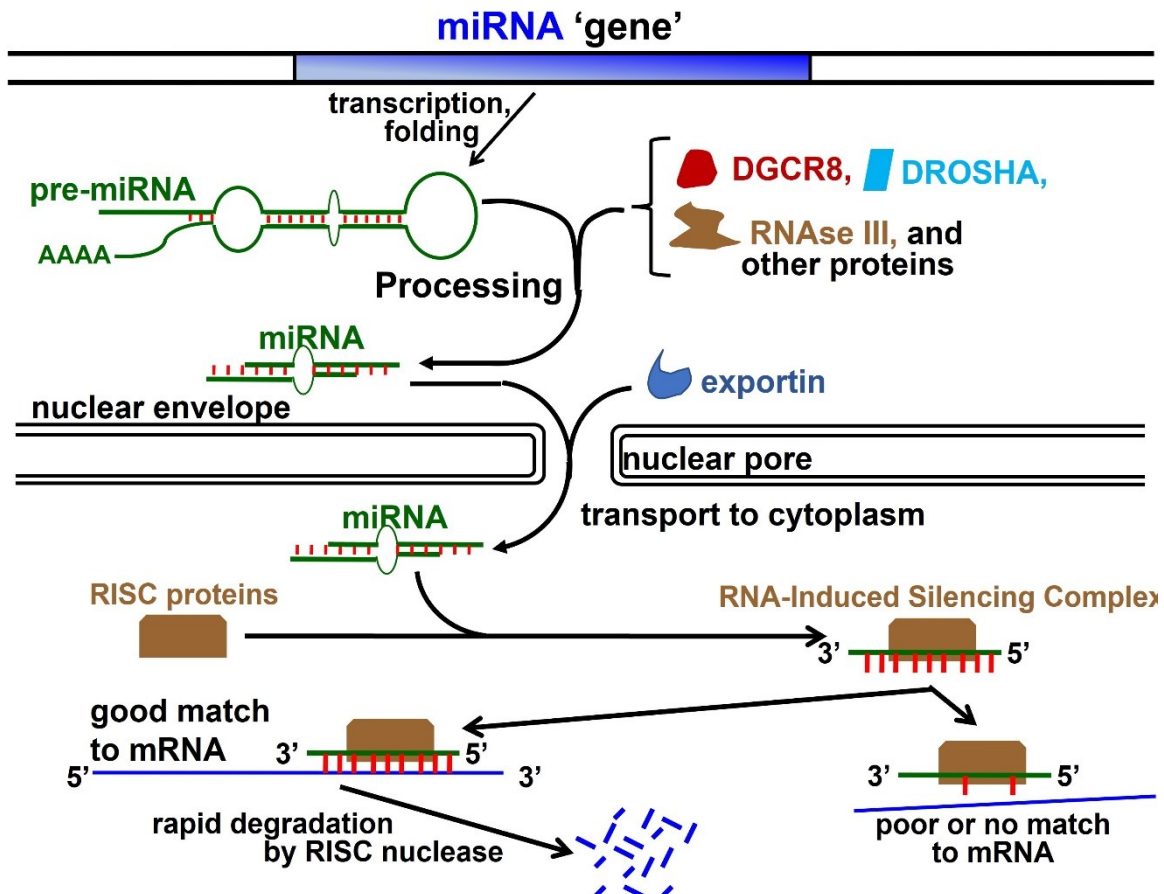 miRNA ‘gene’
transcription,
folding
pre-miRNA
AAAA
DGCR8, DROSHA,
RNAse III, and
other proteins
Processing
miRNA
exportin
nuclear envelope
nuclear pore
transport to cytoplasm
miRNA
RISC proteins
RNA-Induced Silencing Complex
3’ 5’
good match
to mRNA
3’ 5’
5’ 3’
3’ 5’
rapid degradation
by RISC nuclease
poor or no match
to mRNA